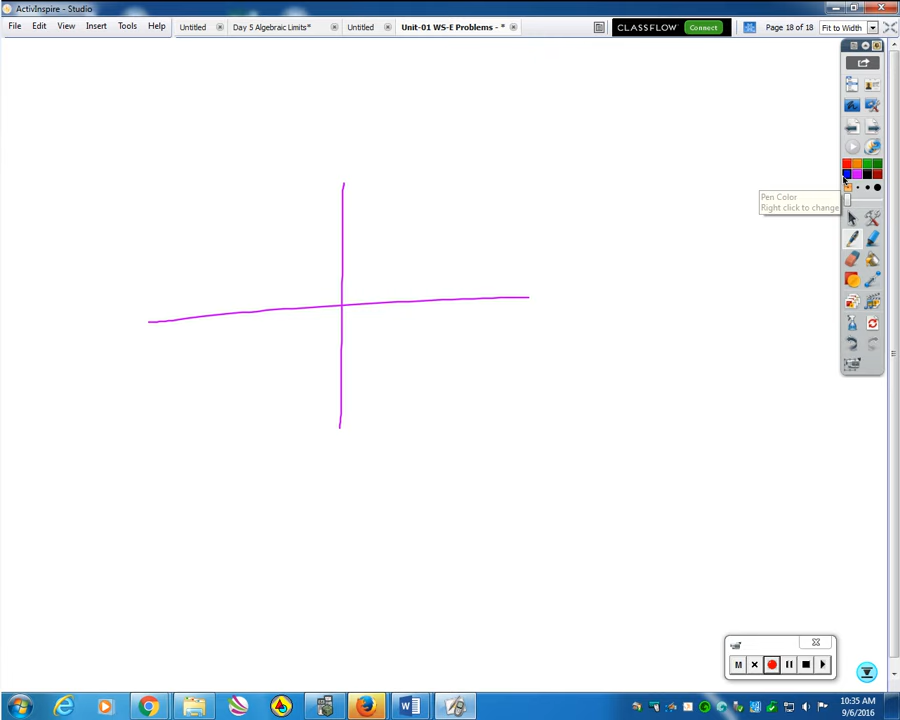 ActivInspire - Studio
File Edit View Insert Tools Help Untitled Day 5 Algebraic Limits* Untitled Unit-01 WS-E Problems - * CLASSFLOW Connect Page 18 of 18 Fit to Width
Pen Color
Right click to change
M
W
10:35 AM
9/6/2016